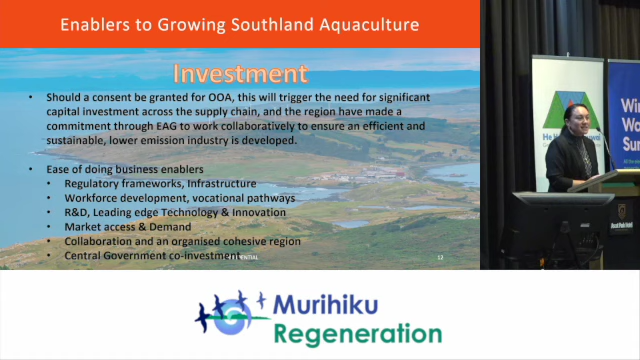 Enablers to Growing Southland Aquaculture
Investment
• Should a consent be granted for OOA, this will trigger the need for significant
capital investment across the supply chain, and the region have made a
commitment through EAG to work collaboratively to ensure an efficient and
sustainable, lower emission industry is developed.
• Ease of doing business enablers
• Regulatory frameworks, Infrastructure
• Workforce development, vocational pathways
• R&D, Leading edge Technology & Innovation
• Market access & Demand
• Collaboration and an organised cohesive region
• Central Government co-investment
12
He
Murihiku
Regeneration